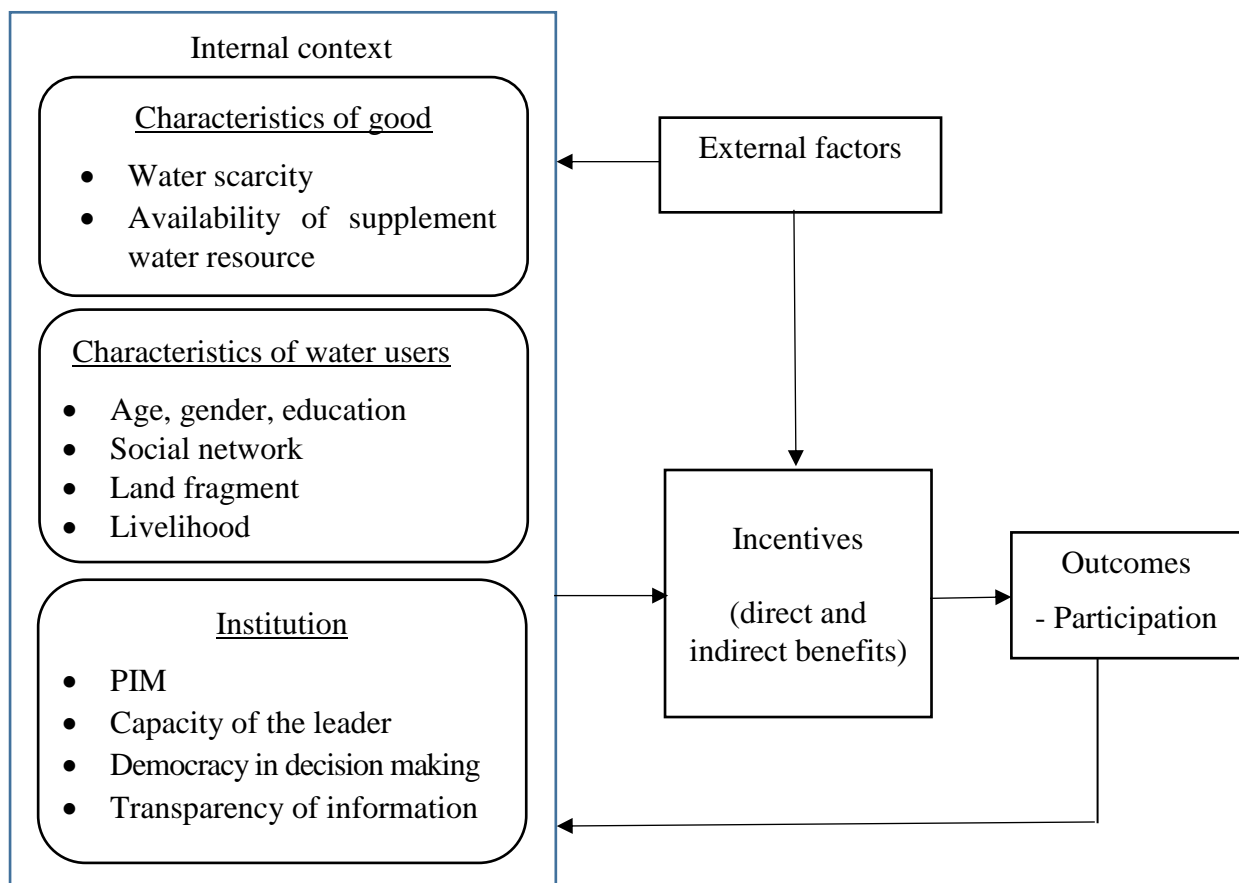 Internal context
Characteristics of good
• Water scarcity
• Availability of supplement
water resource
Characteristics of water users
• Age, gender, education
• Social network
• Land fragment
• Livelihood
Institution
• PIM
• Capacity of the leader
• Democracy in decision making
• Transparency of information
External factors
Incentives
(direct and
indirect benefits)
Outcomes
- Participation